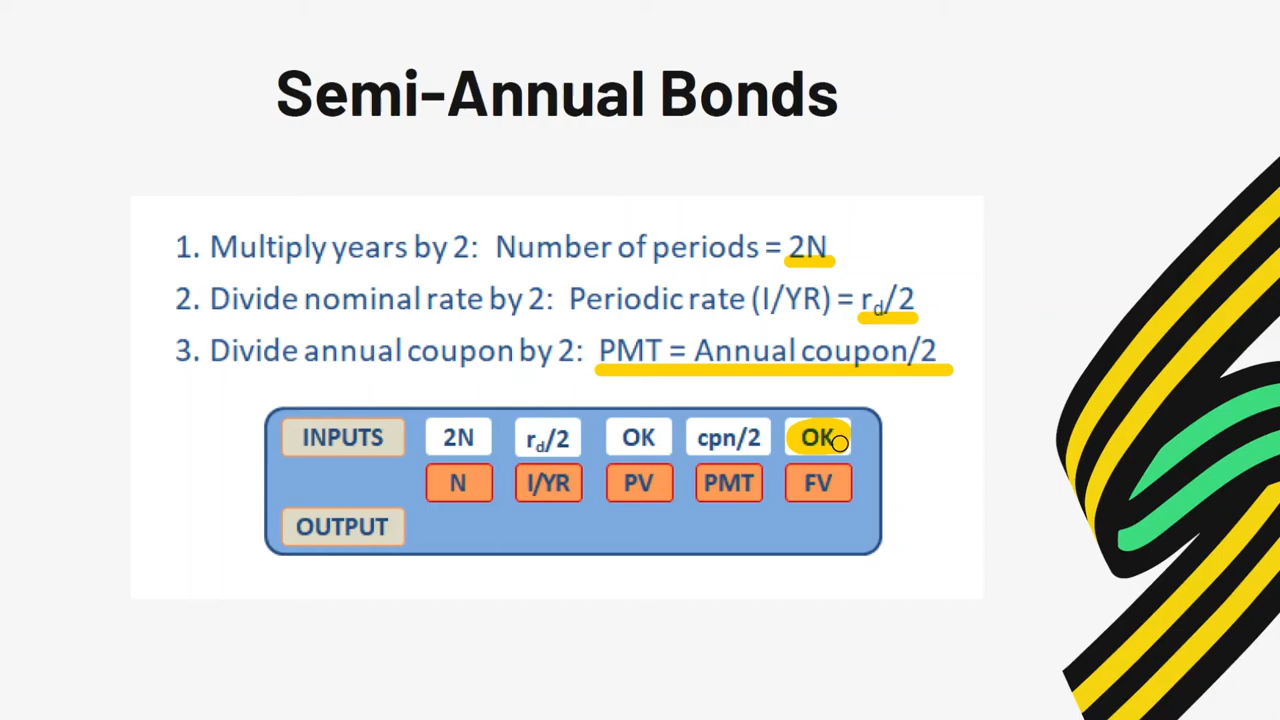 Semi-Annual Bonds
1. Multiply years by 2: Number of periods = 2N
2. Divide nominal rate by 2: Periodic rate (I/YR) = rd/2
3. Divide annual coupon by 2: PMT = Annual coupon/2
INPUTS 2N rd/2 OK cpn/2 OK
N I/YR PV PMT FV
OUTPUT